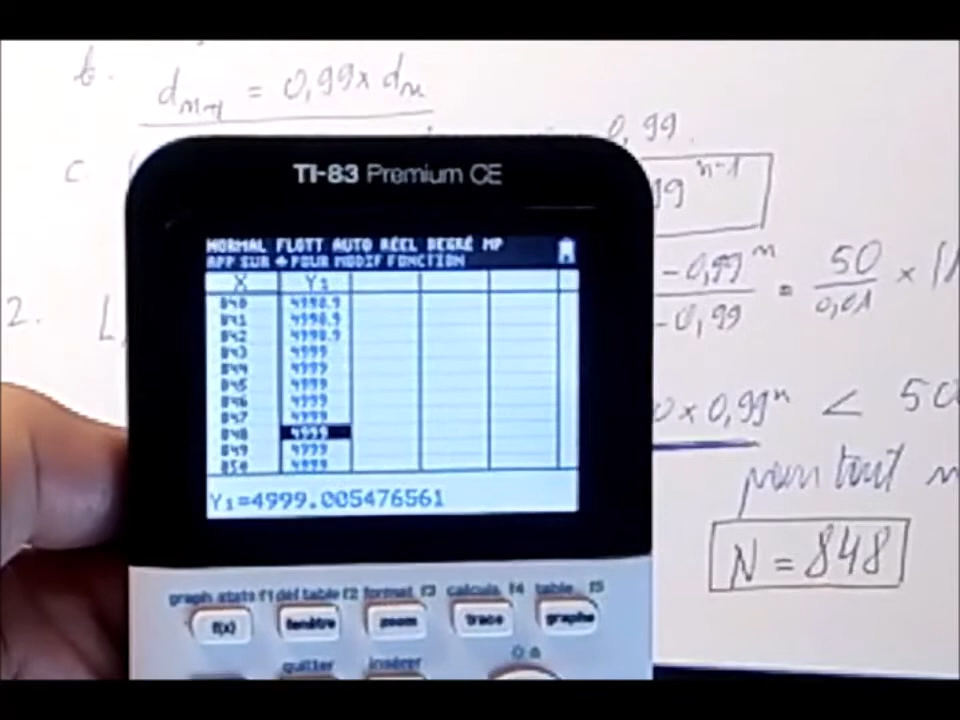 b.
d_{n+1} = 0,99 × d_n
c.
0,99.
99^{n-1}
2. L
- 0,99^n / - 0,99 = 50 / 0,01 × (1
0 × 0,99^n < 50
pour tout n
N = 848
TI-83 Premium CE
NORMAL FLOTT AUTO RÉEL DEGRÉ MP
APP SUR + POUR MODIF FONCTION
X Y₁
840 4998.9
841 4998.9
842 4998.9
843 4999
844 4999
845 4999
846 4999
847 4999
848 4999
849 4999
850 4999
Y₁=4999.005476561
graph stats f1 déf table f2 format f3 calculs f4 table f5
f(x) fenêtre zoom trace graphe
quitter insérer